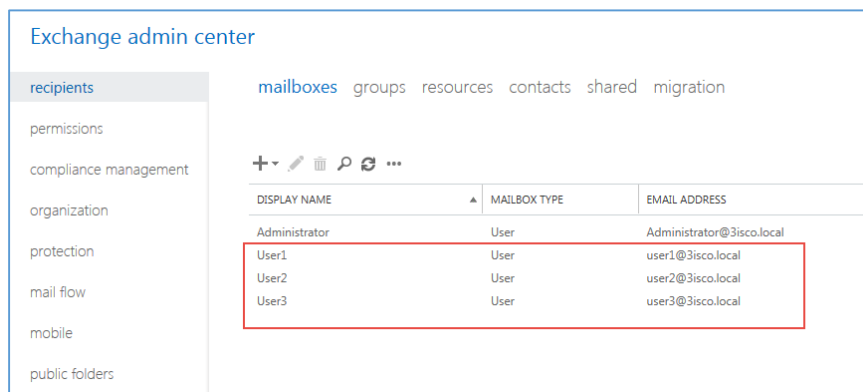 Exchange admin center
recipients
permissions
compliance management
organization
protection
mail flow
mobile
public folders
mailboxes groups resources contacts shared migration
DISPLAY NAME MAILBOX TYPE EMAIL ADDRESS
Administrator User Administrator@3isco.local
User1 User user1@3isco.local
User2 User user2@3isco.local
User3 User user3@3isco.local